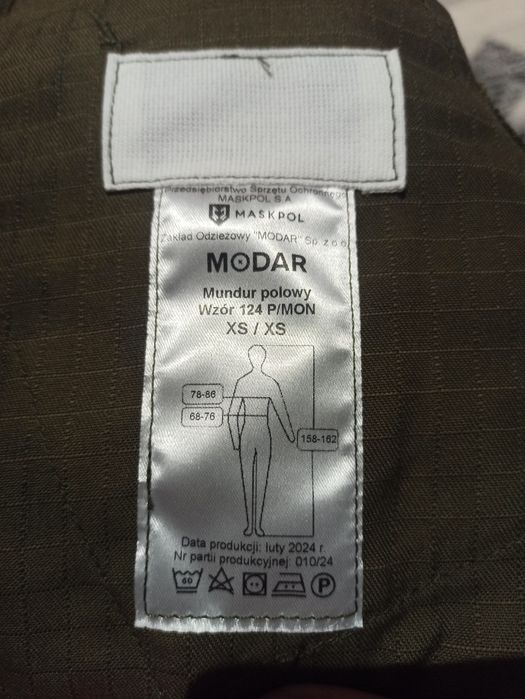 Przedsiębiorstwo Sprzętu Ochronnego
MASKPOL S.A
MASKPOL
Zakład Odzieżowy "MODAR" Sp. z o.o.
MODAR
Mundur polowy
Wzór 124 P/MON
XS / XS
78-86
68-76
158-162
Data produkcji: luty 2024 r.
Nr partii produkcyjnej: 010/24
60
P